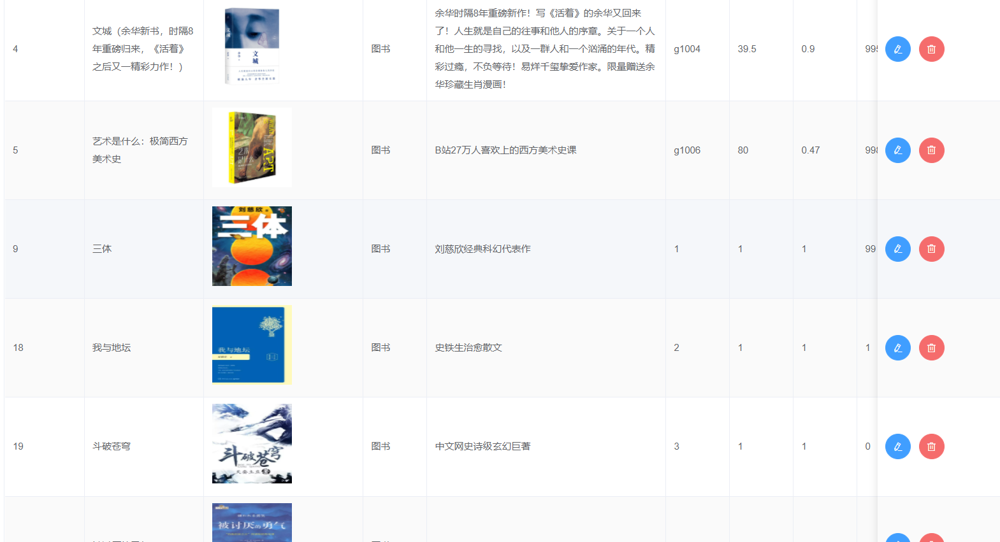 4
文城（余华新书，时隔8
年重磅归来，《活着》
之后又一精彩力作！）
文城
图书
余华时隔8年重磅新作！写《活着》的余华又回来
了！人生就是自己的往事和他人的序章。关于一个人
和他一生的寻找，以及一群人和一个汹涌的年代。精
彩过瘾，不负等待！易烊千玺挚爱作家。限量赠送余
华珍藏生肖漫画！
g1004
39.5
0.9
995
5
艺术是什么：极简西方
美术史
艺术
是什么
WHAT
ART
图书
B站27万人喜欢上的西方美术史课
g1006
80
0.47
998
9
三体
刘慈欣
三体
图书
刘慈欣经典科幻代表作
1
1
1
99
18
我与地坛
我与地坛
图书
史铁生治愈散文
2
1
1
1
19
斗破苍穹
斗破苍穹
天蚕土豆
图书
中文网史诗级玄幻巨著
3
1
1
0
被讨厌的勇气